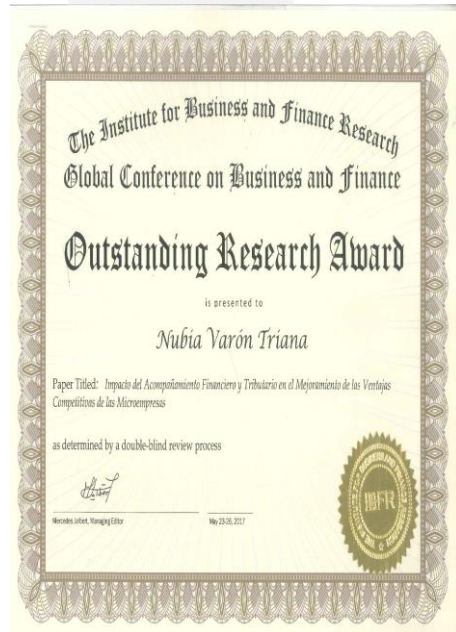 The Institute for Business and Finance Research
Global Conference on Business and Finance
Outstanding Research Award
is presented to
Nubia Varón Triana
Paper Titled: Impacto del Acompañamiento Financiero y Tributario en el Mejoramiento de las Ventajas
Competitivas de las Microempresas
as determined by a double-blind review process
Mercedes Jalbert, Managing Editor
May 23-26, 2017
IBFR